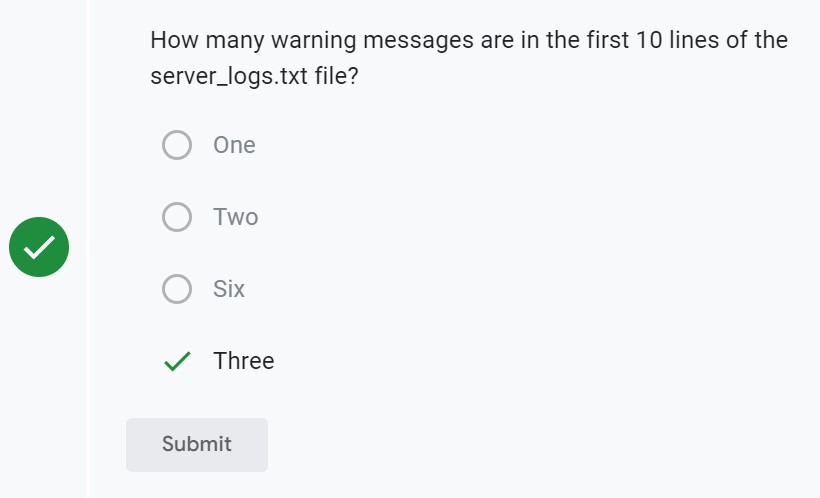 How many warning messages are in the first 10 lines of the
server_logs.txt file?
One
Two
Six
Three
Submit